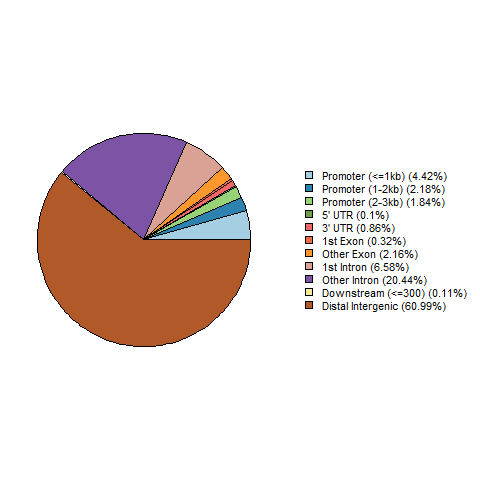 Promoter (<=1kb) (4.42%)
Promoter (1-2kb) (2.18%)
Promoter (2-3kb) (1.84%)
5' UTR (0.1%)
3' UTR (0.86%)
1st Exon (0.32%)
Other Exon (2.16%)
1st Intron (6.58%)
Other Intron (20.44%)
Downstream (<=300) (0.11%)
Distal Intergenic (60.99%)